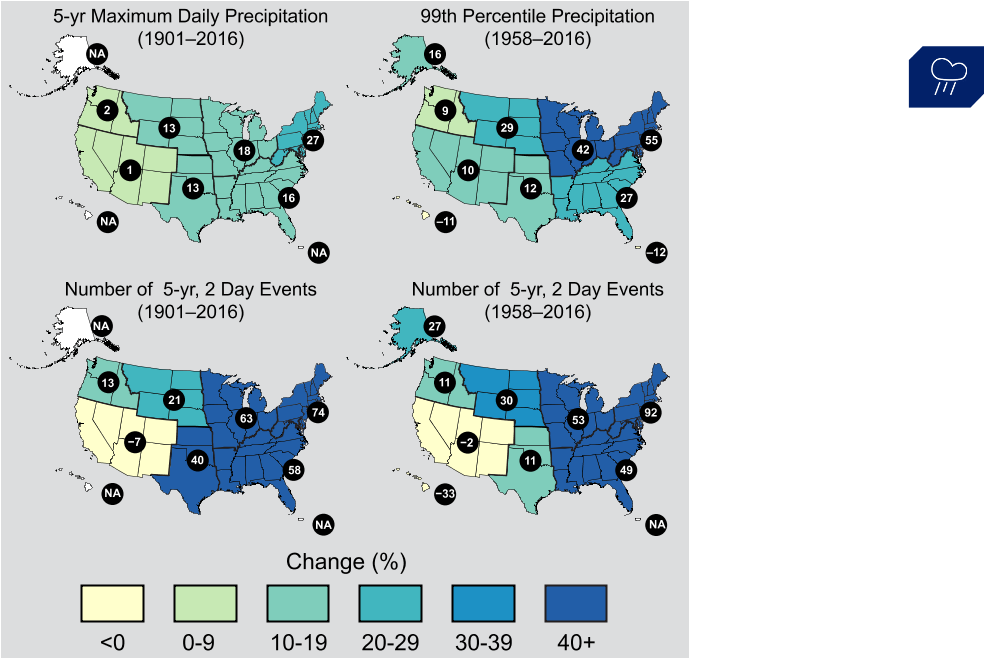 5-yr Maximum Daily Precipitation
(1901–2016)
NA
2
13
18
27
1
13
16
NA
NA
99th Percentile Precipitation
(1958–2016)
16
9
29
42
55
10
12
27
–11
–12
Number of 5-yr, 2 Day Events
(1901–2016)
NA
13
21
63
74
–7
40
58
NA
NA
Number of 5-yr, 2 Day Events
(1958–2016)
27
11
30
53
92
–2
11
49
–33
NA
Change (%)
<0 0-9 10-19 20-29 30-39 40+